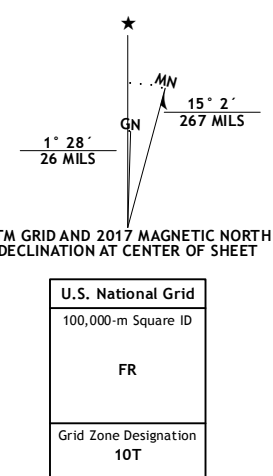 ★
MN
GN
15° 2´
267 MILS
1° 28´
26 MILS
TM GRID AND 2017 MAGNETIC NORTH
DECLINATION AT CENTER OF SHEET
U.S. National Grid
100,000-m Square ID
FR
Grid Zone Designation
10T